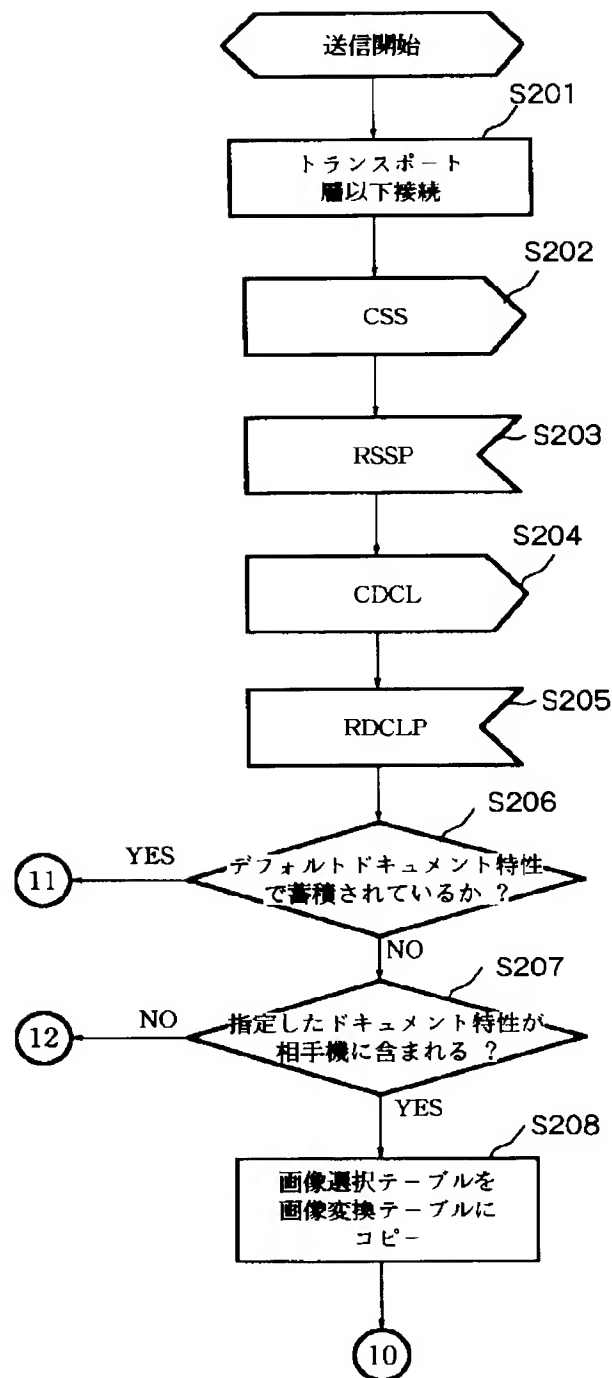 送信開始
S201
トランスポート
層以下接続
S202
CSS
S203
RSSP
S204
CDCL
S205
RDCLP
S206
YES
デフォルトドキュメント特性
で蓄積されているか ?
11
NO
S207
NO
指定したドキュメント特性が
相手機に含まれる ?
12
YES
S208
画像選択テーブルを
画像変換テーブルに
コピー
10